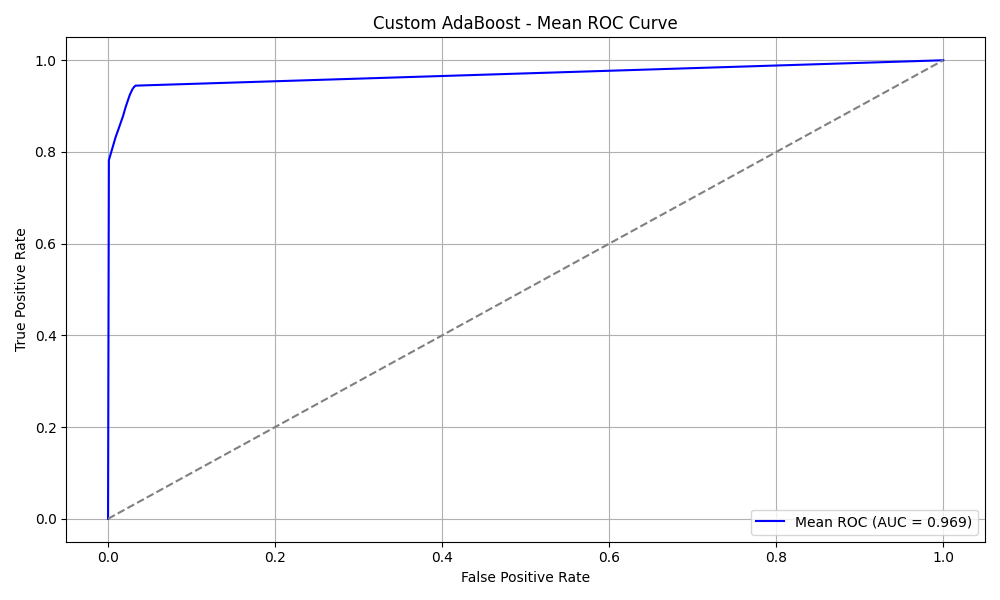 Custom AdaBoost - Mean ROC Curve
True Positive Rate
1.0
0.8
0.6
0.4
0.2
0.0
0.0 0.2 0.4 0.6 0.8 1.0
False Positive Rate
Mean ROC (AUC = 0.969)